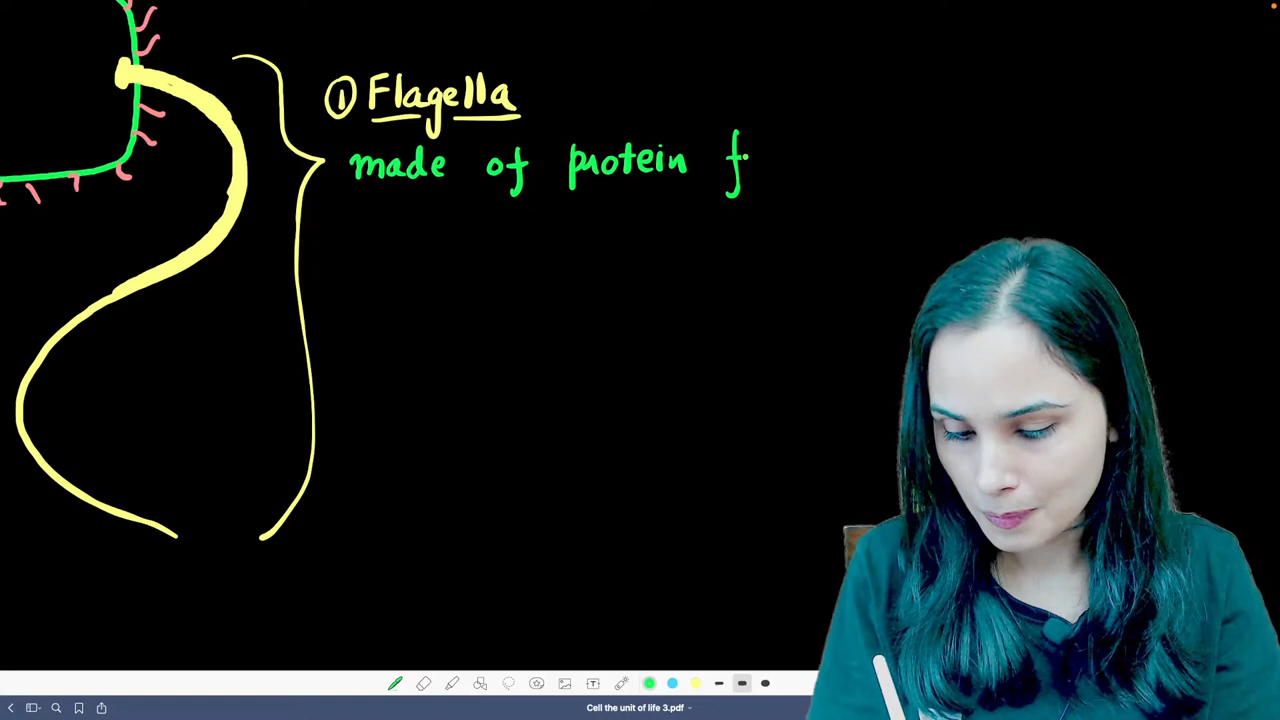 ① Flagella
made of protein f
Cell the unit of life 3.pdf